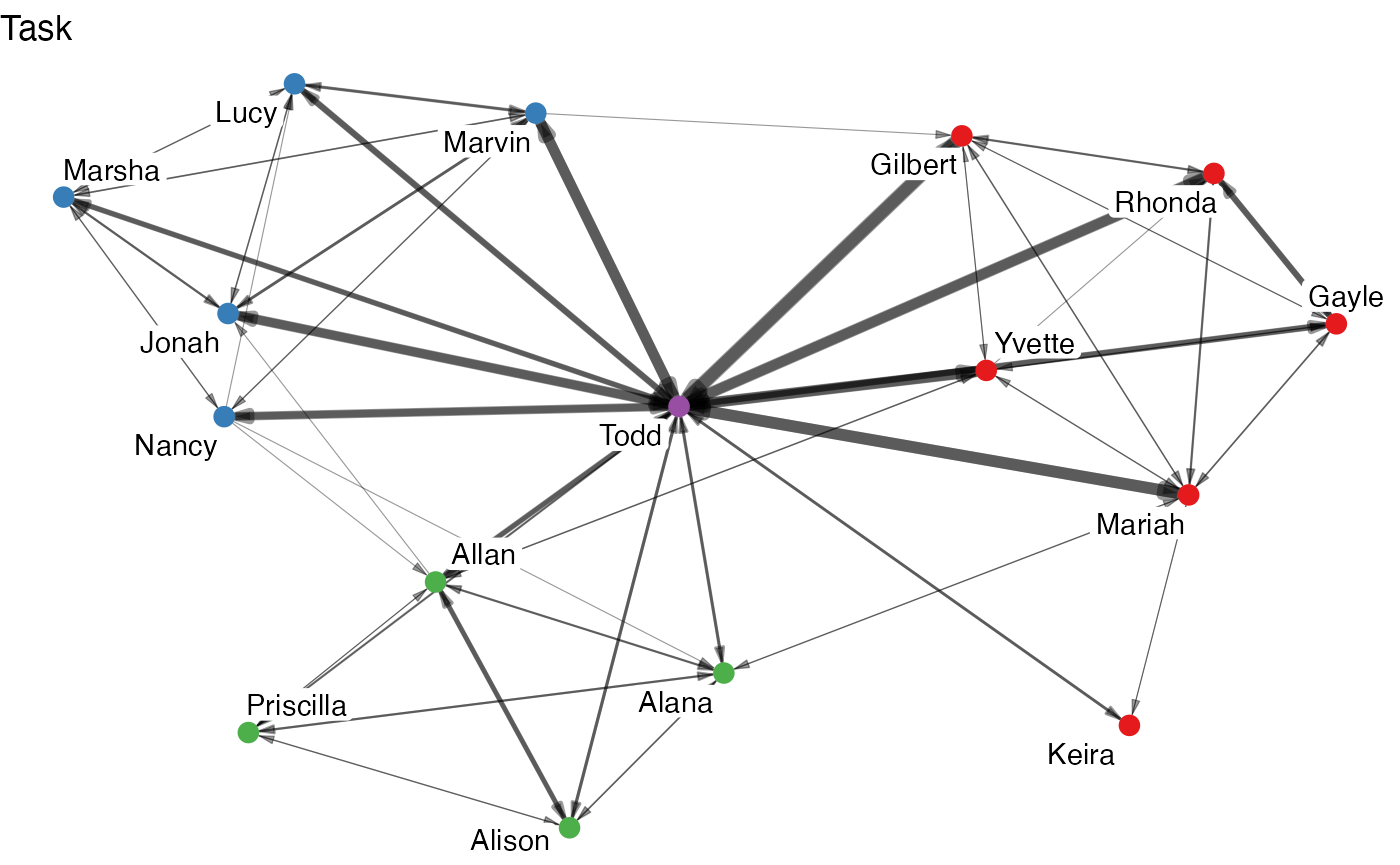 Task
Lucy
Marvin
Gilbert
Marsha
Rhonda
Gayle
Jonah
Yvette
Nancy
Todd
Mariah
Allan
Priscilla
Alana
Keira
Alison